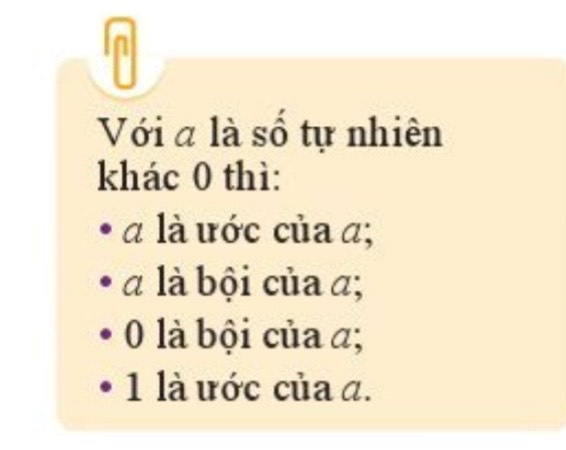 Với a là số tự nhiên
khác 0 thì:
• a là ước của a;
• a là bội của a;
• 0 là bội của a;
• 1 là ước của a.